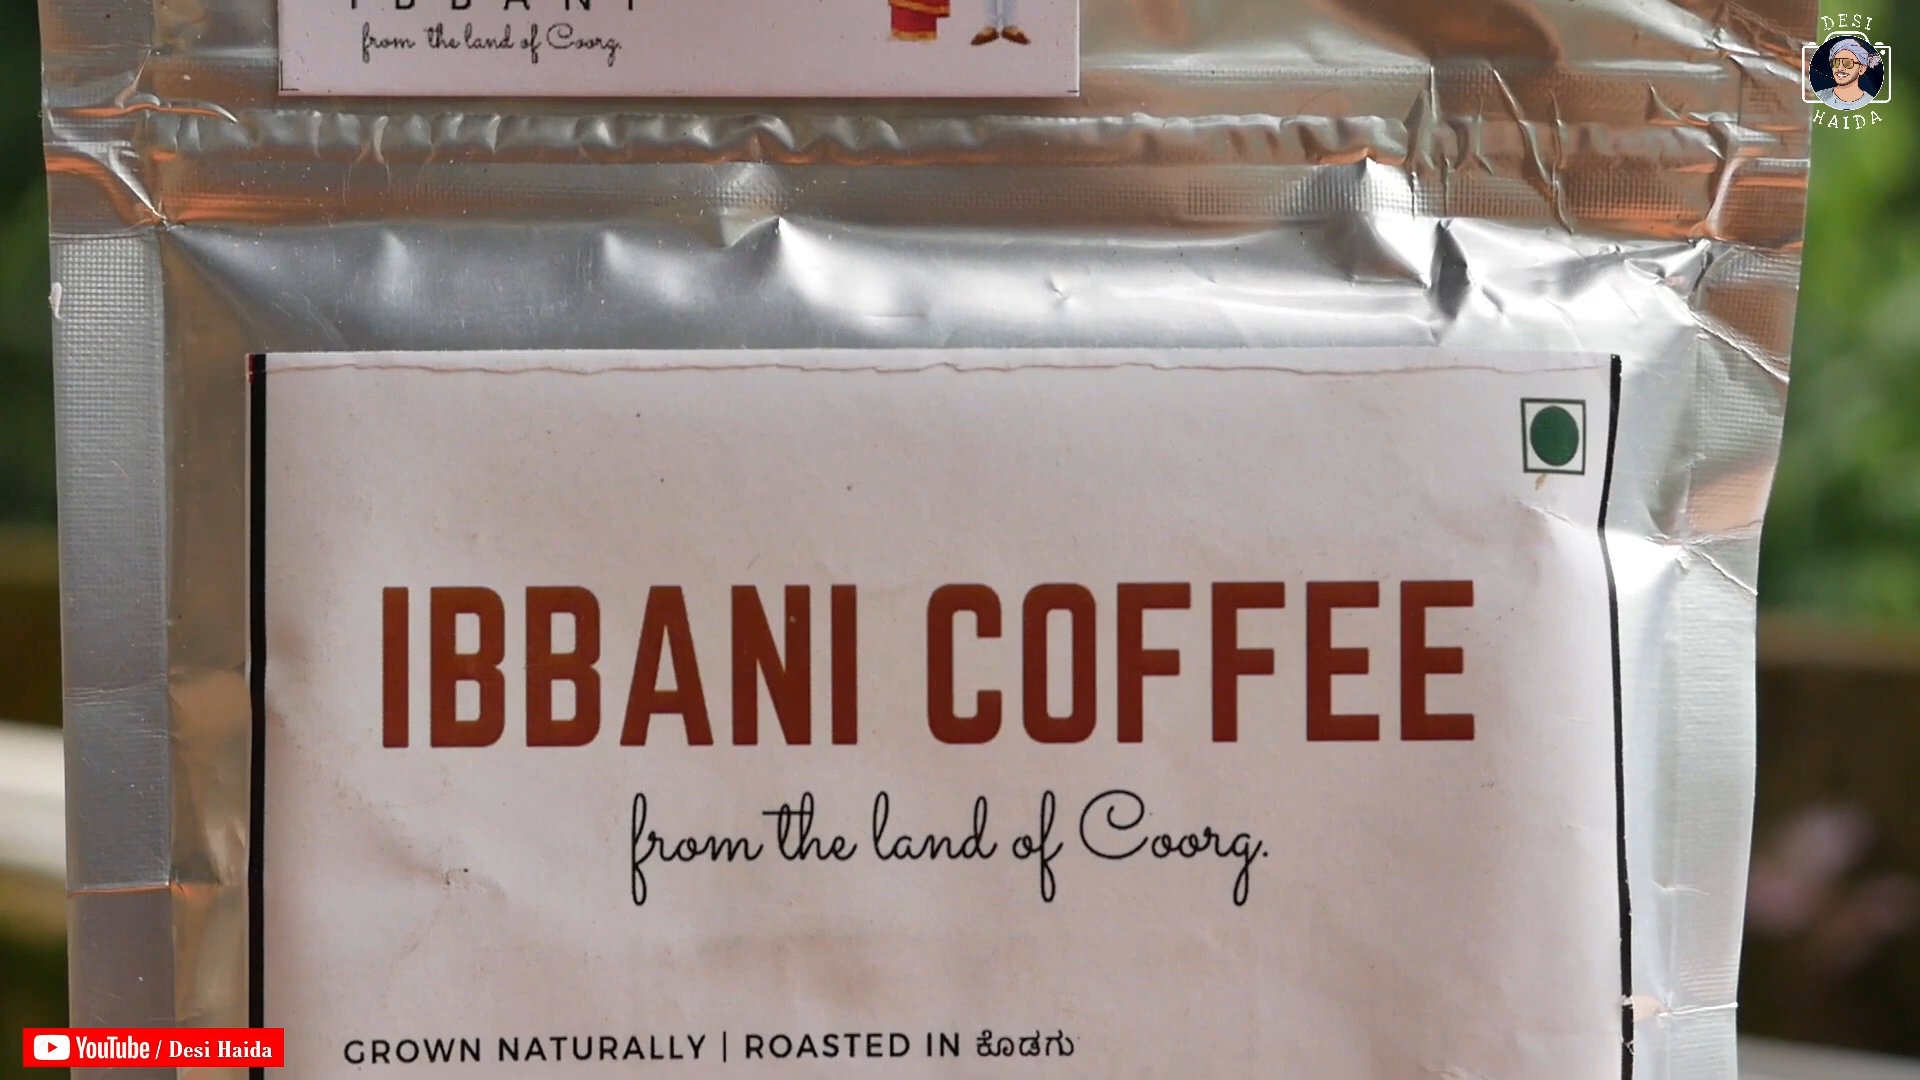 IBBANI
from the land of Coorg.
DESI
HAIDA
IBBANI COFFEE
from the land of Coorg.
GROWN NATURALLY | ROASTED IN ಕೊಡಗು
YouTube / Desi Haida